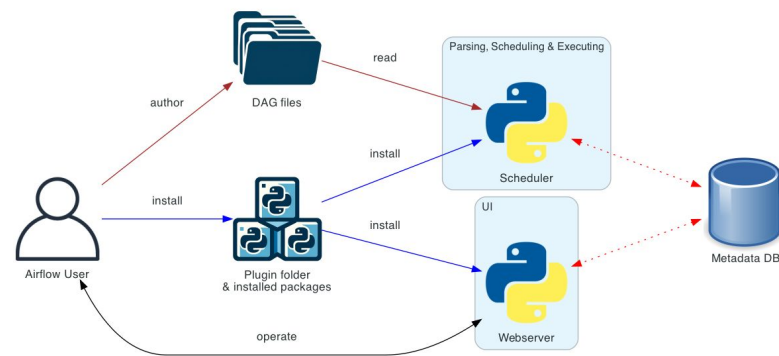 Parsing, Scheduling & Executing
read
author
DAG files
install
install
Scheduler
UI
install
Airflow User
Plugin folder
& installed packages
Metadata DB
operate
Webserver